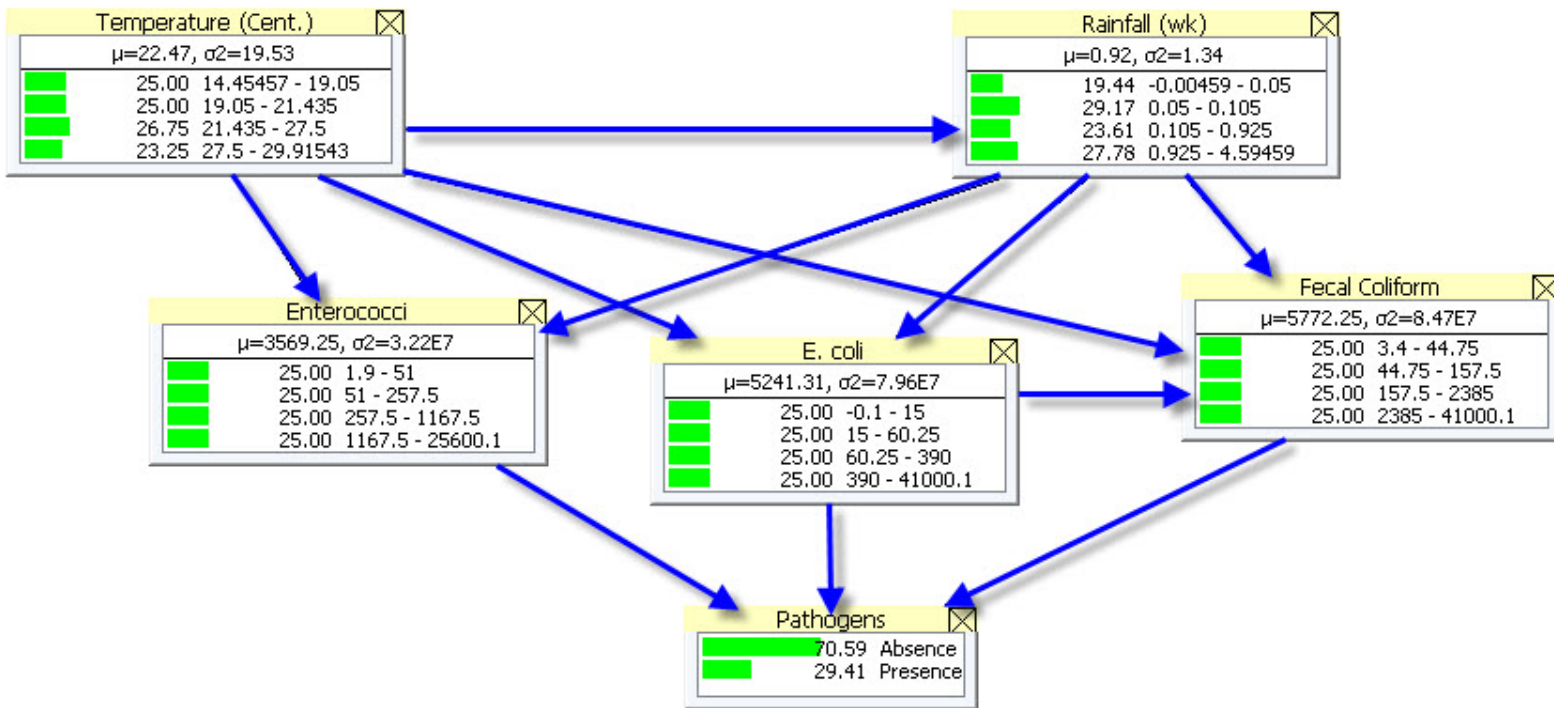 Temperature (Cent.)
μ=22.47, σ2=19.53
25.00 14.45457 - 19.05
25.00 19.05 - 21.435
26.75 21.435 - 27.5
23.25 27.5 - 29.91543
Rainfall (wk)
μ=0.92, σ2=1.34
19.44 -0.00459 - 0.05
29.17 0.05 - 0.105
23.61 0.105 - 0.925
27.78 0.925 - 4.59459
Enterococci
μ=3569.25, σ2=3.22E7
25.00 1.9 - 51
25.00 51 - 257.5
25.00 257.5 - 1167.5
25.00 1167.5 - 25600.1
E. coli
μ=5241.31, σ2=7.96E7
25.00 -0.1 - 15
25.00 15 - 60.25
25.00 60.25 - 390
25.00 390 - 41000.1
Fecal Coliform
μ=5772.25, σ2=8.47E7
25.00 3.4 - 44.75
25.00 44.75 - 157.5
25.00 157.5 - 2385
25.00 2385 - 41000.1
Pathogens
70.59 Absence
29.41 Presence